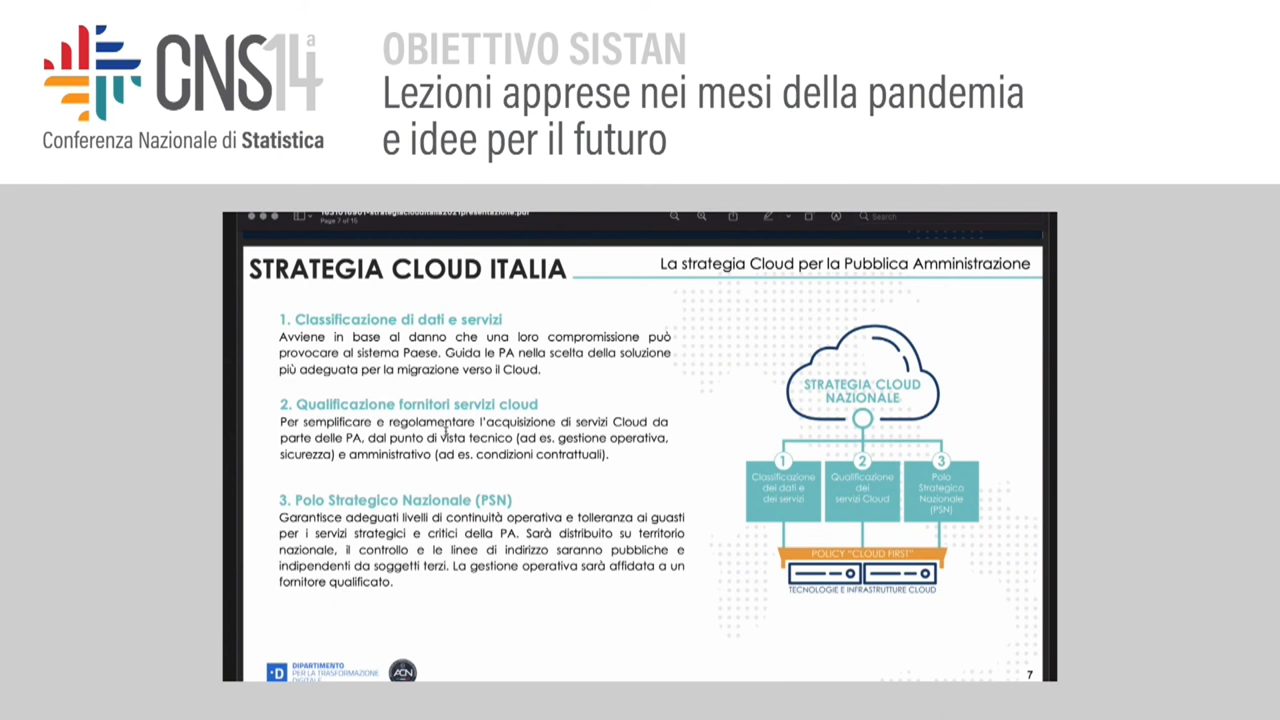 CNS14a
Conferenza Nazionale di Statistica
OBIETTIVO SISTAN
Lezioni apprese nei mesi della pandemia
e idee per il futuro
Page 7 of 15
Search
STRATEGIA CLOUD ITALIA
La strategia Cloud per la Pubblica Amministrazione
1. Classificazione di dati e servizi
Avviene in base al danno che una loro compromissione può
provocare al sistema Paese. Guida le PA nella scelta della soluzione
più adeguata per la migrazione verso il Cloud.
2. Qualificazione fornitori servizi cloud
Per semplificare e regolamentare l'acquisizione di servizi Cloud da
parte delle PA, dal punto di vista tecnico (ad es. gestione operativa,
sicurezza) e amministrativo (ad es. condizioni contrattuali).
3. Polo Strategico Nazionale (PSN)
Garantisce adeguati livelli di continuità operativa e tolleranza ai guasti
per i servizi strategici e critici della PA. Sarà distribuito su territorio
nazionale, il controllo e le linee di indirizzo saranno pubbliche e
indipendenti da soggetti terzi. La gestione operativa sarà affidata a un
fornitore qualificato.
STRATEGIA CLOUD
NAZIONALE
1
Classificazione
dei dati e
dei servizi
2
Qualificazione
dei
servizi Cloud
3
Polo
Strategico
Nazionale
(PSN)
POLICY "CLOUD FIRST"
TECNOLOGIE E INFRASTRUTTURE CLOUD
DIPARTIMENTO
PER LA TRASFORMAZIONE
DIGITALE
ACN
7